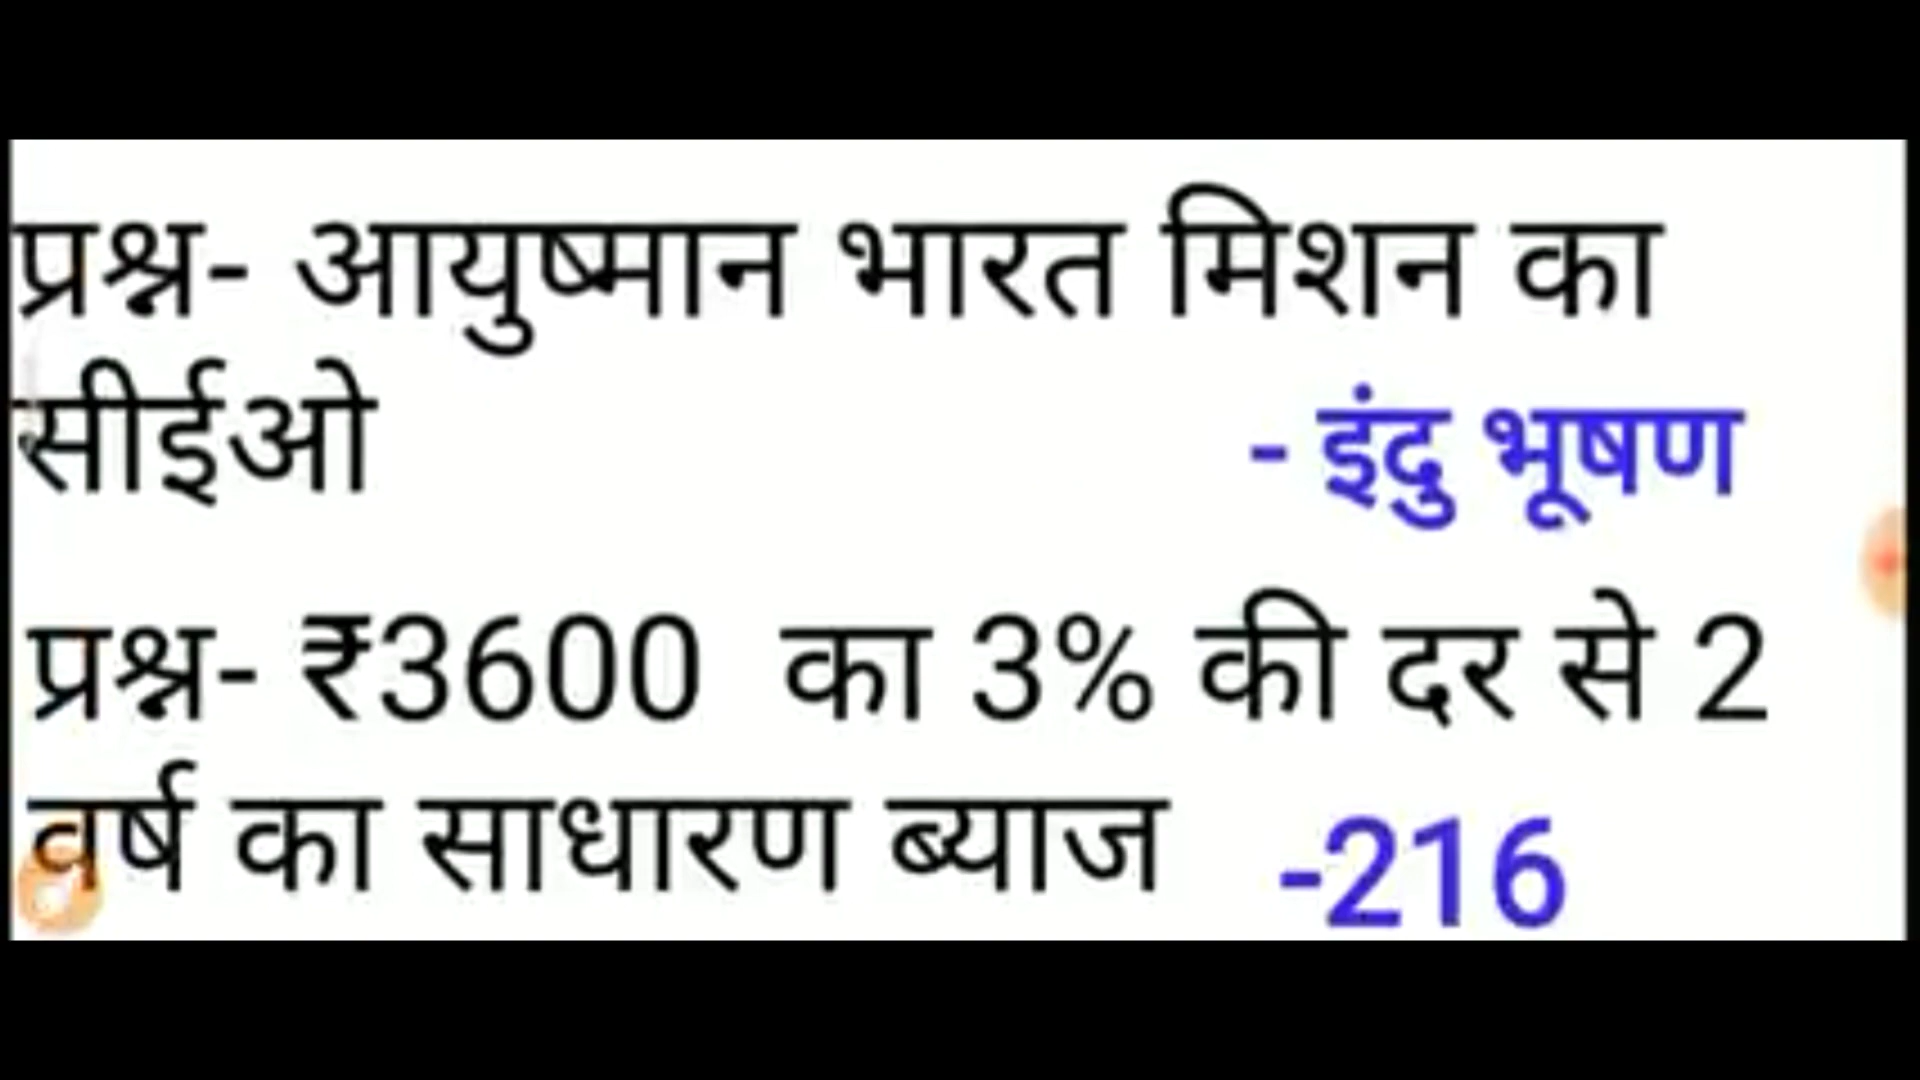 प्रश्न- आयुष्मान भारत मिशन का
सीईओ - इंदु भूषण
प्रश्न- ₹3600 का 3% की दर से 2
वर्ष का साधारण ब्याज -216